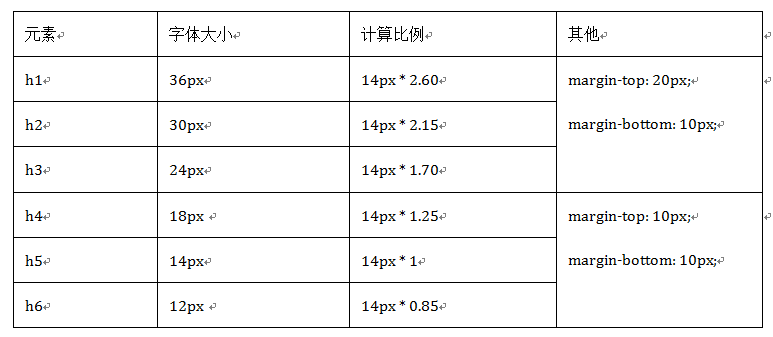 元素 字体大小 计算比例 其他
h1 36px 14px * 2.60 margin-top: 20px;
h2 30px 14px * 2.15 margin-bottom: 10px;
h3 24px 14px * 1.70
h4 18px 14px * 1.25 margin-top: 10px;
h5 14px 14px * 1 margin-bottom: 10px;
h6 12px 14px * 0.85